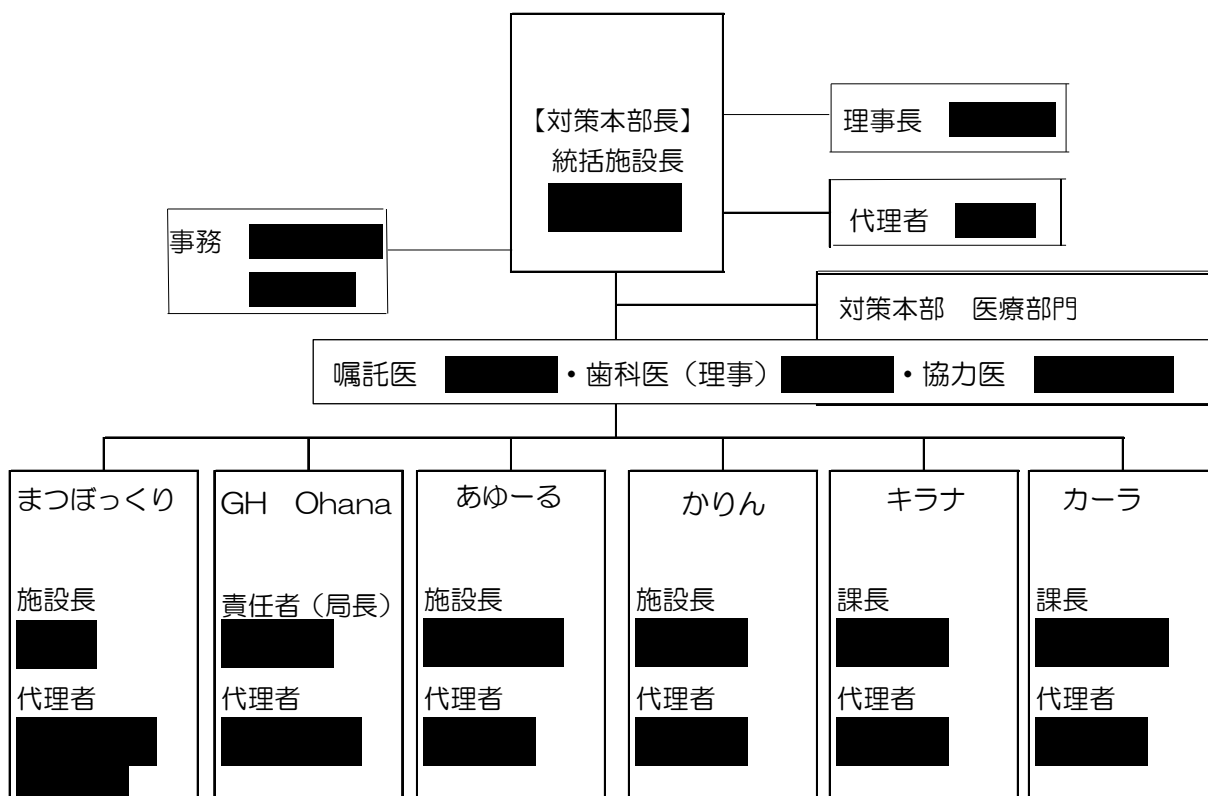 【対策本部長】
統括施設長
理事長
代理者
事務
対策本部　医療部門
嘱託医　・歯科医（理事）　・協力医
まつぼっくり
施設長
代理者
GH　Ohana
責任者（局長）
代理者
あゆーる
施設長
代理者
かりん
施設長
代理者
キラナ
課長
代理者
カーラ
課長
代理者